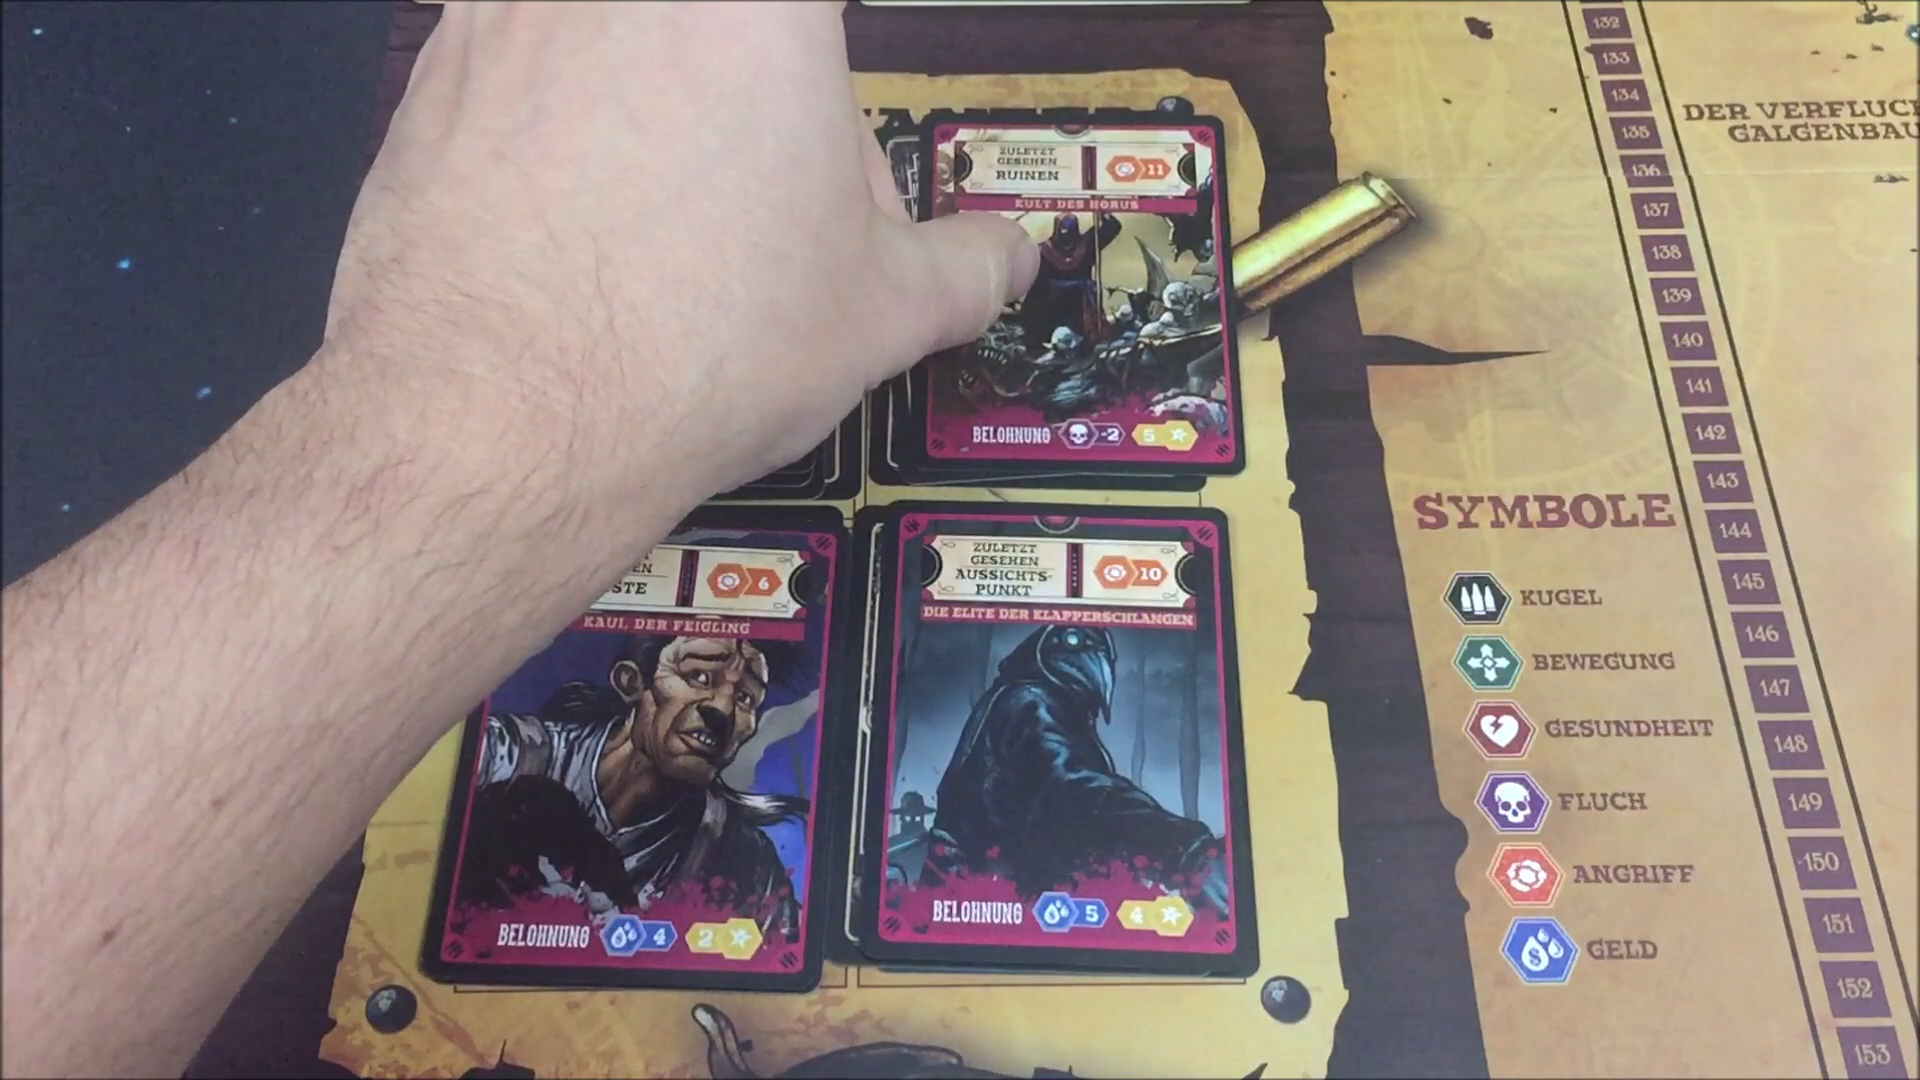 ZULETZT
GESEHEN
RUINEN
11
KULT DES HORUS
BELOHNUNG -2 5
STE
6
KAUI, DER FEIGLING
BELOHNUNG 4 2
ZULETZT
GESEHEN
AUSSICHTS-
PUNKT
10
DIE ELITE DER KLAPPERSCHLANGEN
BELOHNUNG 5 4
DER VERFLUCH
GALGENBAU
SYMBOLE
KUGEL
BEWEGUNG
GESUNDHEIT
FLUCH
ANGRIFF
GELD
132
133
134
135
136
137
138
139
140
141
142
143
144
145
146
147
148
149
150
151
152
153